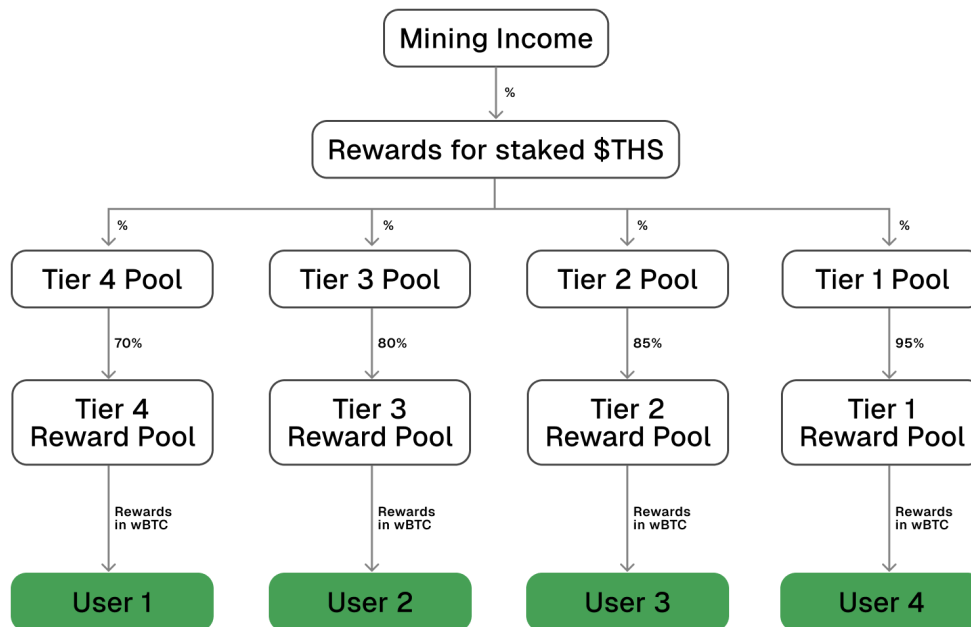 Mining Income
%
Rewards for staked $THS
% % % %
Tier 4 Pool Tier 3 Pool Tier 2 Pool Tier 1 Pool
70% 80% 85% 95%
Tier 4 Tier 3 Tier 2 Tier 1
Reward Pool Reward Pool Reward Pool Reward Pool
Rewards Rewards Rewards Rewards
in wBTC in wBTC in wBTC in wBTC
User 1 User 2 User 3 User 4